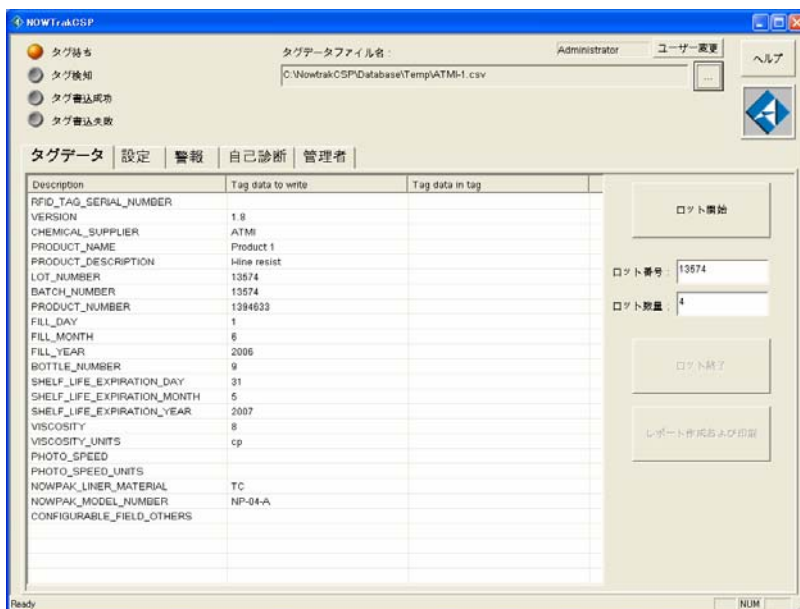 NOWTrakCSP
タグ待ち
タグ検知
タグ書込成功
タグ書込失敗
タグデータファイル名:
C:\NowtrakCSP\Database\Temp\ATMI-1.csv
...
Administrator
ユーザー変更
ヘルプ
タグデータ 設定 警報 自己診断 管理者
Description Tag data to write Tag data in tag
RFID_TAG_SERIAL_NUMBER
VERSION 1.8
CHEMICAL_SUPPLIER ATMI
PRODUCT_NAME Product 1
PRODUCT_DESCRIPTION I-line resist
LOT_NUMBER 13574
BATCH_NUMBER 13574
PRODUCT_NUMBER 1394633
FILL_DAY 1
FILL_MONTH 6
FILL_YEAR 2006
BOTTLE_NUMBER 9
SHELF_LIFE_EXPIRATION_DAY 31
SHELF_LIFE_EXPIRATION_MONTH 5
SHELF_LIFE_EXPIRATION_YEAR 2007
VISCOSITY 8
VISCOSITY_UNITS cp
PHOTO_SPEED
PHOTO_SPEED_UNITS
NOWPAK_LINER_MATERIAL TC
NOWPAK_MODEL_NUMBER NP-04-A
CONFIGURABLE_FIELD_OTHERS
ロット開始
ロット番号: 13574
ロット数量: 4
ロット終了
レポート作成および印刷
Ready
NUM